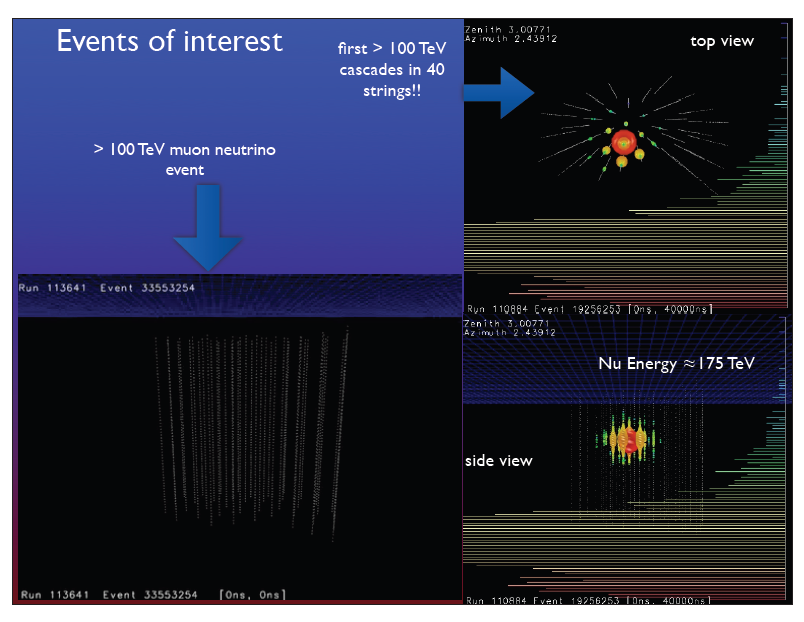 Events of interest
first > 100 TeV
cascades in 40
strings!!
> 100 TeV muon neutrino
event
Run 113641 Event 33553254
Run 113641 Event 33553254 [0ns, 0ns]
Zenith 3.00771
Azimuth 2.43912
top view
Run 110884 Event 19256253 [0ns, 40000ns]
Zenith 3.00771
Azimuth 2.43912
Nu Energy ≈175 TeV
side view
Run 110884 Event 19256253 [0ns, 40000ns]